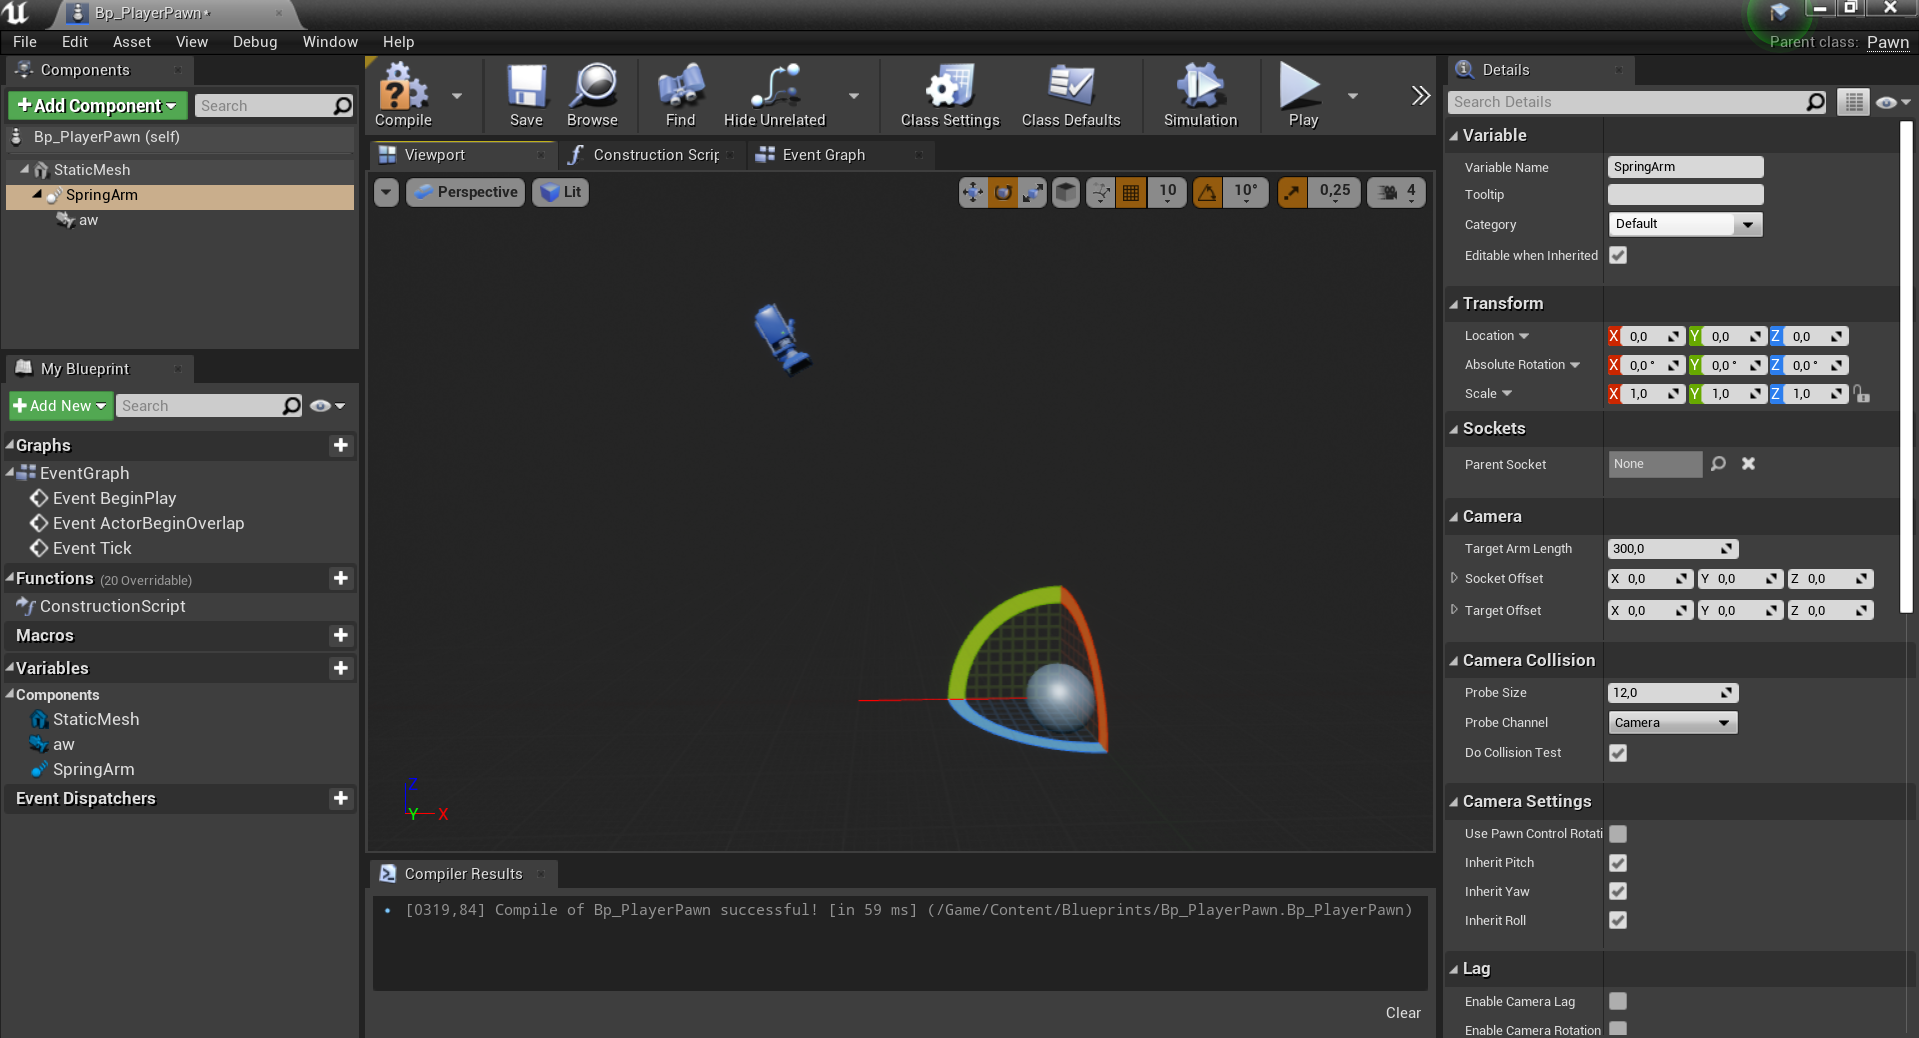 Bp_PlayerPawn*
File Edit Asset View Debug Window Help
Parent class: Pawn
Components
Add Component
Search
Bp_PlayerPawn (self)
StaticMesh
SpringArm
aw
My Blueprint
Add New
Search
Graphs
EventGraph
Event BeginPlay
Event ActorBeginOverlap
Event Tick
Functions (20 Overridable)
ConstructionScript
Macros
Variables
Components
StaticMesh
aw
SpringArm
Event Dispatchers
Compile Save Browse Find Hide Unrelated Class Settings Class Defaults Simulation Play
Viewport Construction Scrip Event Graph
Perspective Lit 10 10° 0,25 4
Z
Y X
Compiler Results
[0319,84] Compile of Bp_PlayerPawn successful! [in 59 ms] (/Game/Content/Blueprints/Bp_PlayerPawn.Bp_PlayerPawn)
Clear
Details
Search Details
Variable
Variable Name SpringArm
Tooltip
Category Default
Editable when Inherited
Transform
Location X 0,0 Y 0,0 Z 0,0
Absolute Rotation X 0,0 ° Y 0,0 ° Z 0,0 °
Scale X 1,0 Y 1,0 Z 1,0
Sockets
Parent Socket None
Camera
Target Arm Length 300,0
Socket Offset X 0,0 Y 0,0 Z 0,0
Target Offset X 0,0 Y 0,0 Z 0,0
Camera Collision
Probe Size 12,0
Probe Channel Camera
Do Collision Test
Camera Settings
Use Pawn Control Rotati
Inherit Pitch
Inherit Yaw
Inherit Roll
Lag
Enable Camera Lag
Enable Camera Rotation